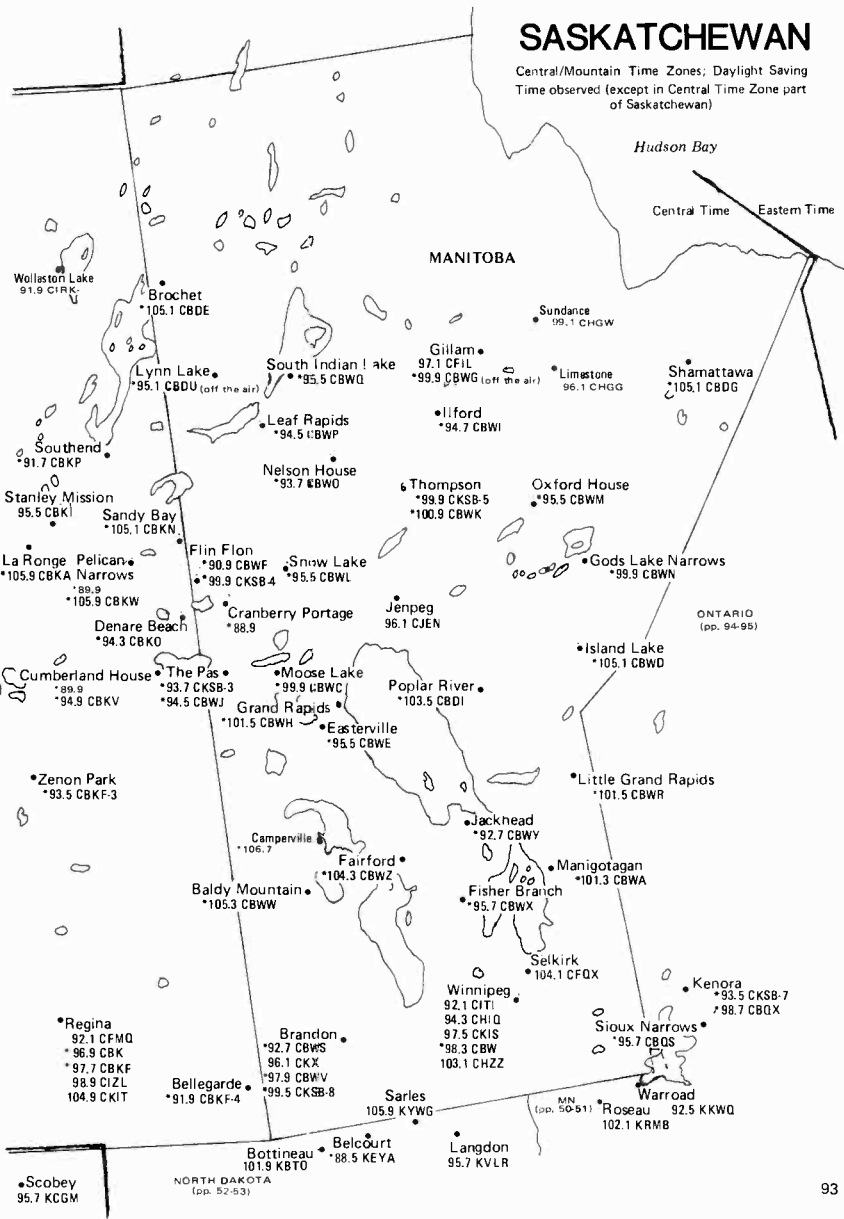 SASKATCHEWAN
Central/Mountain Time Zones; Daylight Saving
Time observed (except in Central Time Zone part
of Saskatchewan)
Hudson Bay
Central Time
Eastern Time
MANITOBA
Wollaston Lake
91.9 CIRK-
Brochet
*105.1 CBDE
Sundance
99.1 CHGW
Lynn Lake
*95.1 CBDU (off the air)
South Indian Lake
*95.5 CBWQ
Gillam
97.1 CFIL
*99.9 CBWG (off the air)
Limestone
96.1 CHGG
Shamattawa
*105.1 CBDG
Leaf Rapids
*94.5 CBWP
Ilford
*94.7 CBWI
Southend
*91.7 CBKP
Nelson House
*93.7 CBWO
Thompson
*99.9 CKSB-5
*100.9 CBWK
Oxford House
*95.5 CBWM
Stanley Mission
95.5 CBKI
Sandy Bay
*105.1 CBKN
La Ronge
*105.9 CBKA
Pelican
Narrows
*89.9
*105.9 CBKW
Flin Flon
*90.9 CBWF
*99.9 CKSB-4
Snow Lake
*95.5 CBWL
Gods Lake Narrows
*99.9 CBWN
Cranberry Portage
*88.9
Jenpeg
96.1 CJEN
ONTARIO
(pp. 94-95)
Denare Beach
*94.3 CBKO
Island Lake
*105.1 CBWD
Cumberland House
*89.9
*94.9 CBKV
The Pas
*93.7 CKSB-3
*94.5 CBWJ
Moose Lake
*99.9 CBWC
Poplar River
*103.5 CBDI
Grand Rapids
*101.5 CBWH
Easterville
*95.5 CBWE
Zenon Park
*93.5 CBKF-3
Little Grand Rapids
*101.5 CBWR
Jackhead
*92.7 CBWY
Camperville
*106.7
Fairford
*104.3 CBWZ
Manigotagan
*101.3 CBWA
Baldy Mountain
*105.3 CBWW
Fisher Branch
*95.7 CBWX
Selkirk
104.1 CFQX
Winnipeg
92.1 CITI
94.3 CHIQ
97.5 CKIS
*98.3 CBW
103.1 CHZZ
Kenora
*93.5 CKSB-7
*98.7 CBQX
Sioux Narrows
*95.7 CBQS
Regina
92.1 CFMQ
*96.9 CBK
*97.7 CBKF
98.9 CIZL
104.9 CKIT
Brandon
*92.7 CBWS
96.1 CKX
*97.9 CBWV
*99.5 CKSB-8
Bellegarde
*91.9 CBKF-4
Sarles
105.9 KYWG
MN
(pp. 50-51)
Warroad
92.5 KKWQ
Roseau
102.1 KRMB
Bottineau
101.9 KBTO
Belcourt
*88.5 KEYA
Langdon
95.7 KVLR
Scobey
95.7 KCGM
NORTH DAKOTA
(pp. 52-53)
93